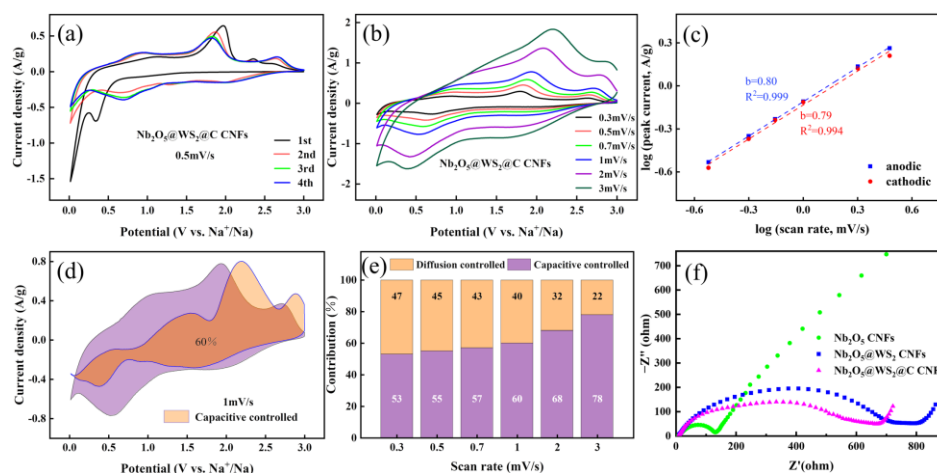 (a)
Current density (A/g)
0.5
0.0
-0.5
-1.0
-1.5
Nb₂O₅@WS₂@C CNFs
0.5mV/s
1st
2nd
3rd
4th
0.0 0.5 1.0 1.5 2.0 2.5 3.0
Potential (V vs. Na⁺/Na)
(b)
Current density (A/g)
2
1
0
-1
-2
Nb₂O₅@WS₂@C CNFs
0.3mV/s
0.5mV/s
0.7mV/s
1mV/s
2mV/s
3mV/s
0.0 0.5 1.0 1.5 2.0 2.5 3.0
Potential (V vs. Na⁺/Na)
(c)
log (peak current, A/g)
0.3
0.0
-0.3
-0.6
b=0.80
R²=0.999
b=0.79
R²=0.994
anodic
cathodic
-0.6 -0.3 0.0 0.3 0.6
log (scan rate, mV/s)
(d)
Current density (A/g)
0.8
0.4
0.0
-0.4
-0.8
60%
1mV/s
Capacitive controlled
0.0 0.5 1.0 1.5 2.0 2.5 3.0
Potential (V vs. Na⁺/Na)
(e)
Diffusion controlled
Capacitive controlled
Contribution (%)
120
100
80
60
40
20
0
47 45 43 40 32 22
53 55 57 60 68 78
0.3 0.5 0.7 1 2 3
Scan rate (mV/s)
(f)
-Z''(ohm)
700
600
500
400
300
200
100
0
Nb₂O₅ CNFs
Nb₂O₅@WS₂ CNFs
Nb₂O₅@WS₂@C CNF
0 200 400 600 800
Z'(ohm)